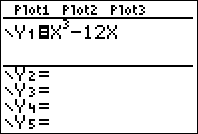 Plot1 Plot2 Plot3
\Y₁=X³-12X
\Y₂=
\Y₃=
\Y₄=
\Y₅=